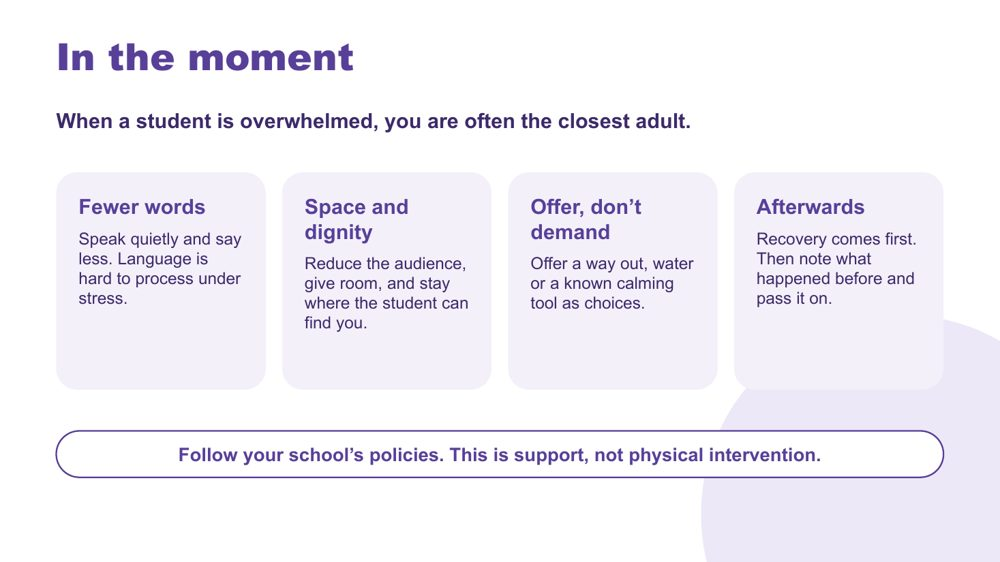 In the moment
When a student is overwhelmed, you are often the closest adult.
Fewer words
Speak quietly and say
less. Language is
hard to process under
stress.
Space and
dignity
Reduce the audience,
give room, and stay
where the student can
find you.
Offer, don’t
demand
Offer a way out, water
or a known calming
tool as choices.
Afterwards
Recovery comes first.
Then note what
happened before and
pass it on.
Follow your school’s policies. This is support, not physical intervention.